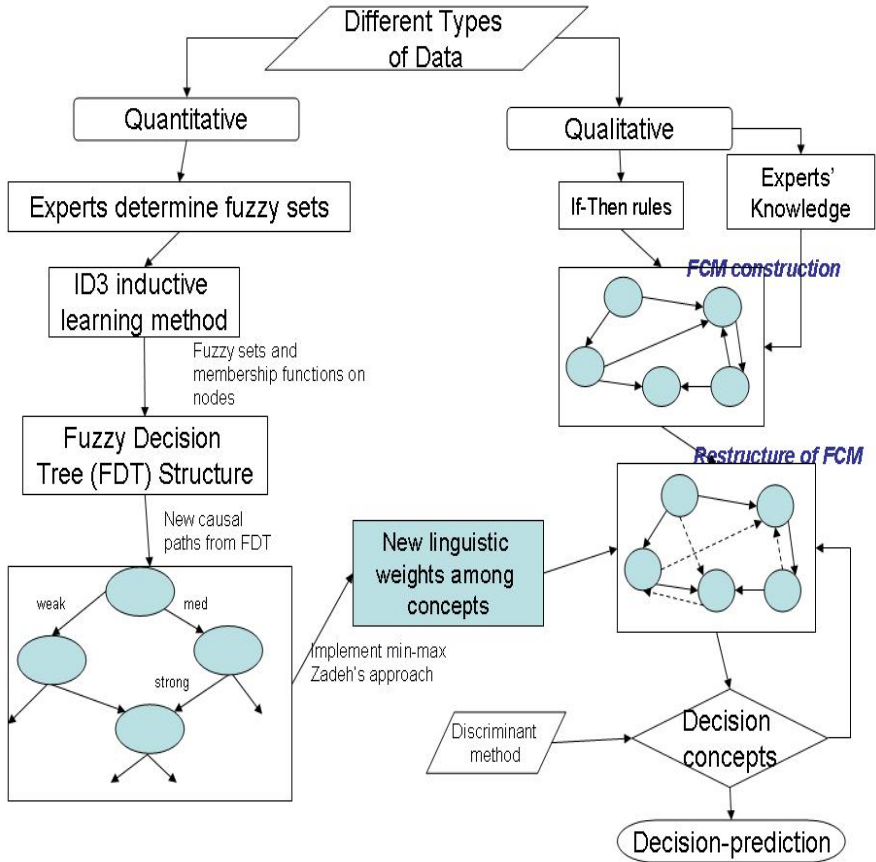 Different Types
of Data
Quantitative
Qualitative
Experts determine fuzzy sets
If-Then rules
Experts'
Knowledge
ID3 inductive
learning method
FCM construction
Fuzzy sets and
membership functions on
nodes
Fuzzy Decision
Tree (FDT) Structure
Restructure of FCM
New causal
paths from FDT
New linguistic
weights among
concepts
weak
med
strong
Implement min-max
Zadeh's approach
Discriminant
method
Decision
concepts
Decision-prediction